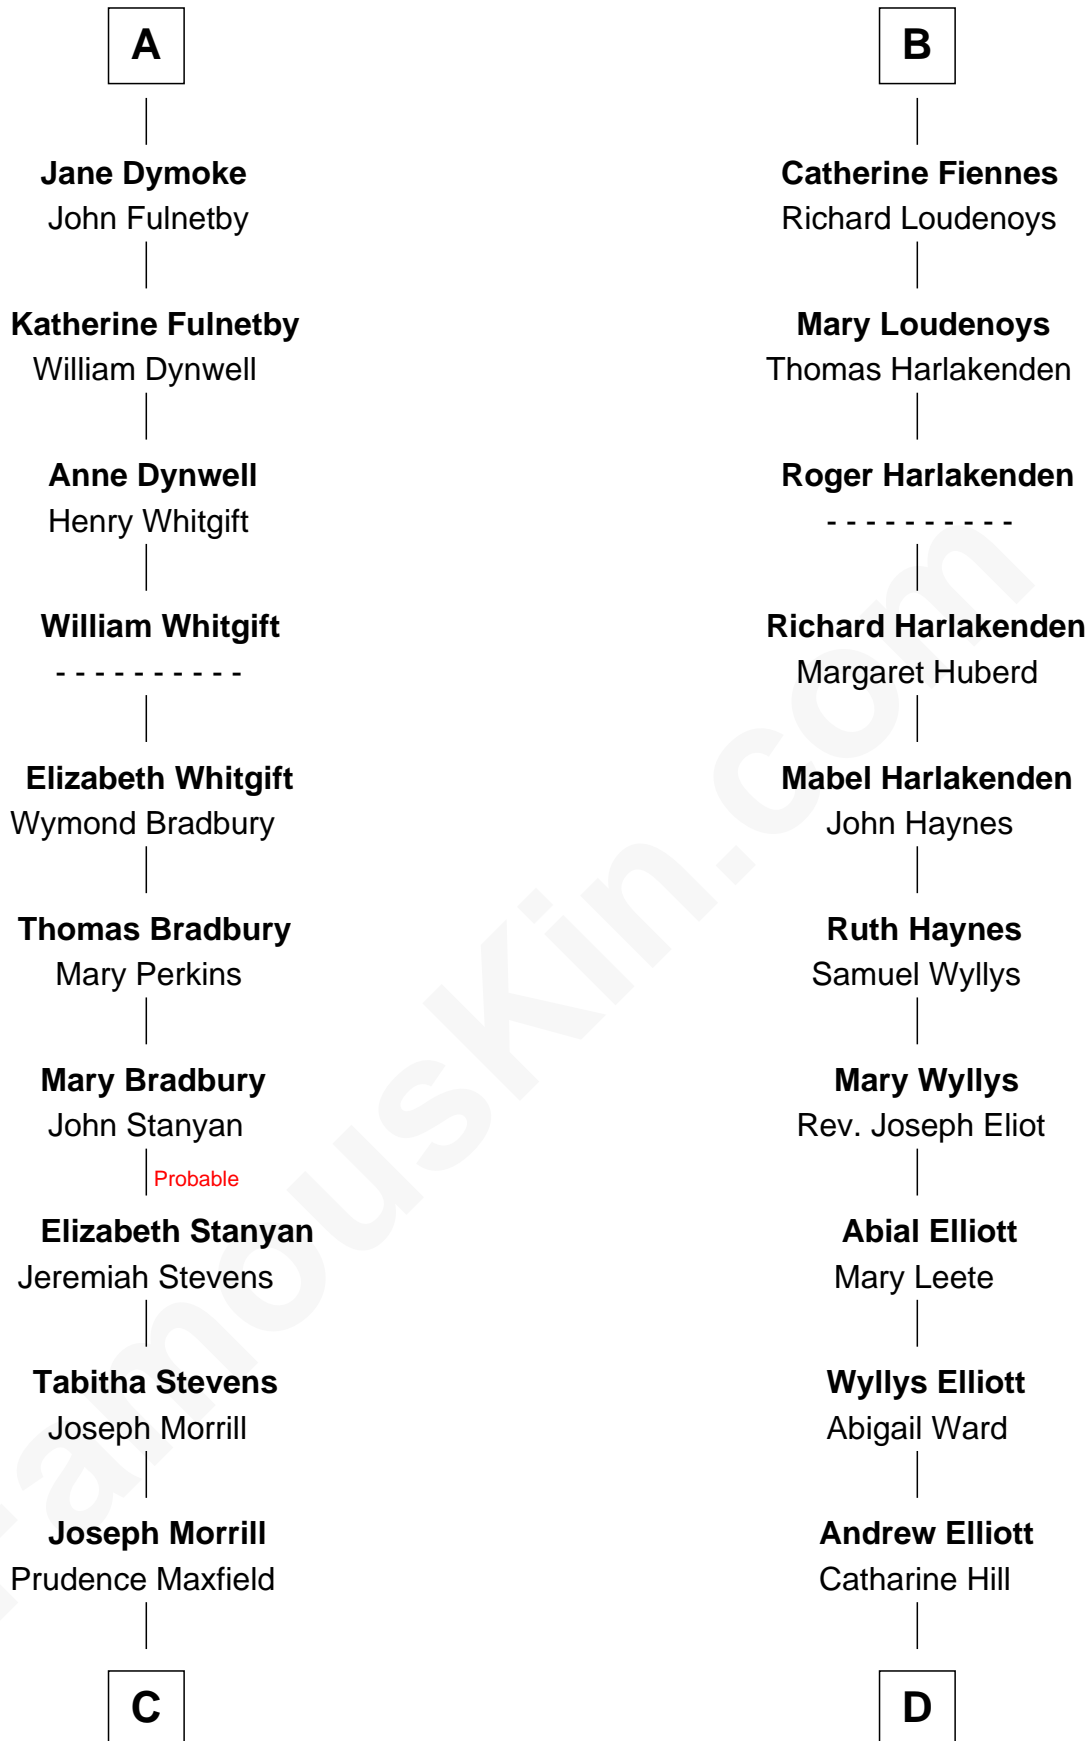 A
Jane Dymoke
John Fulnetby
Katherine Fulnetby
William Dynwell
Anne Dynwell
Henry Whitgift
William Whitgift
- - - - - - - - - -
Elizabeth Whitgift
Wymond Bradbury
Thomas Bradbury
Mary Perkins
Mary Bradbury
John Stanyan
Probable
Elizabeth Stanyan
Jeremiah Stevens
Tabitha Stevens
Joseph Morrill
Joseph Morrill
Prudence Maxfield
C
B
Catherine Fiennes
Richard Loudenoys
Mary Loudenoys
Thomas Harlakenden
Roger Harlakenden
- - - - - - - - - -
Richard Harlakenden
Margaret Huberd
Mabel Harlakenden
John Haynes
Ruth Haynes
Samuel Wyllys
Mary Wyllys
Rev. Joseph Eliot
Abial Elliott
Mary Leete
Wyllys Elliott
Abigail Ward
Andrew Elliott
Catharine Hill
D
FamousKin.com